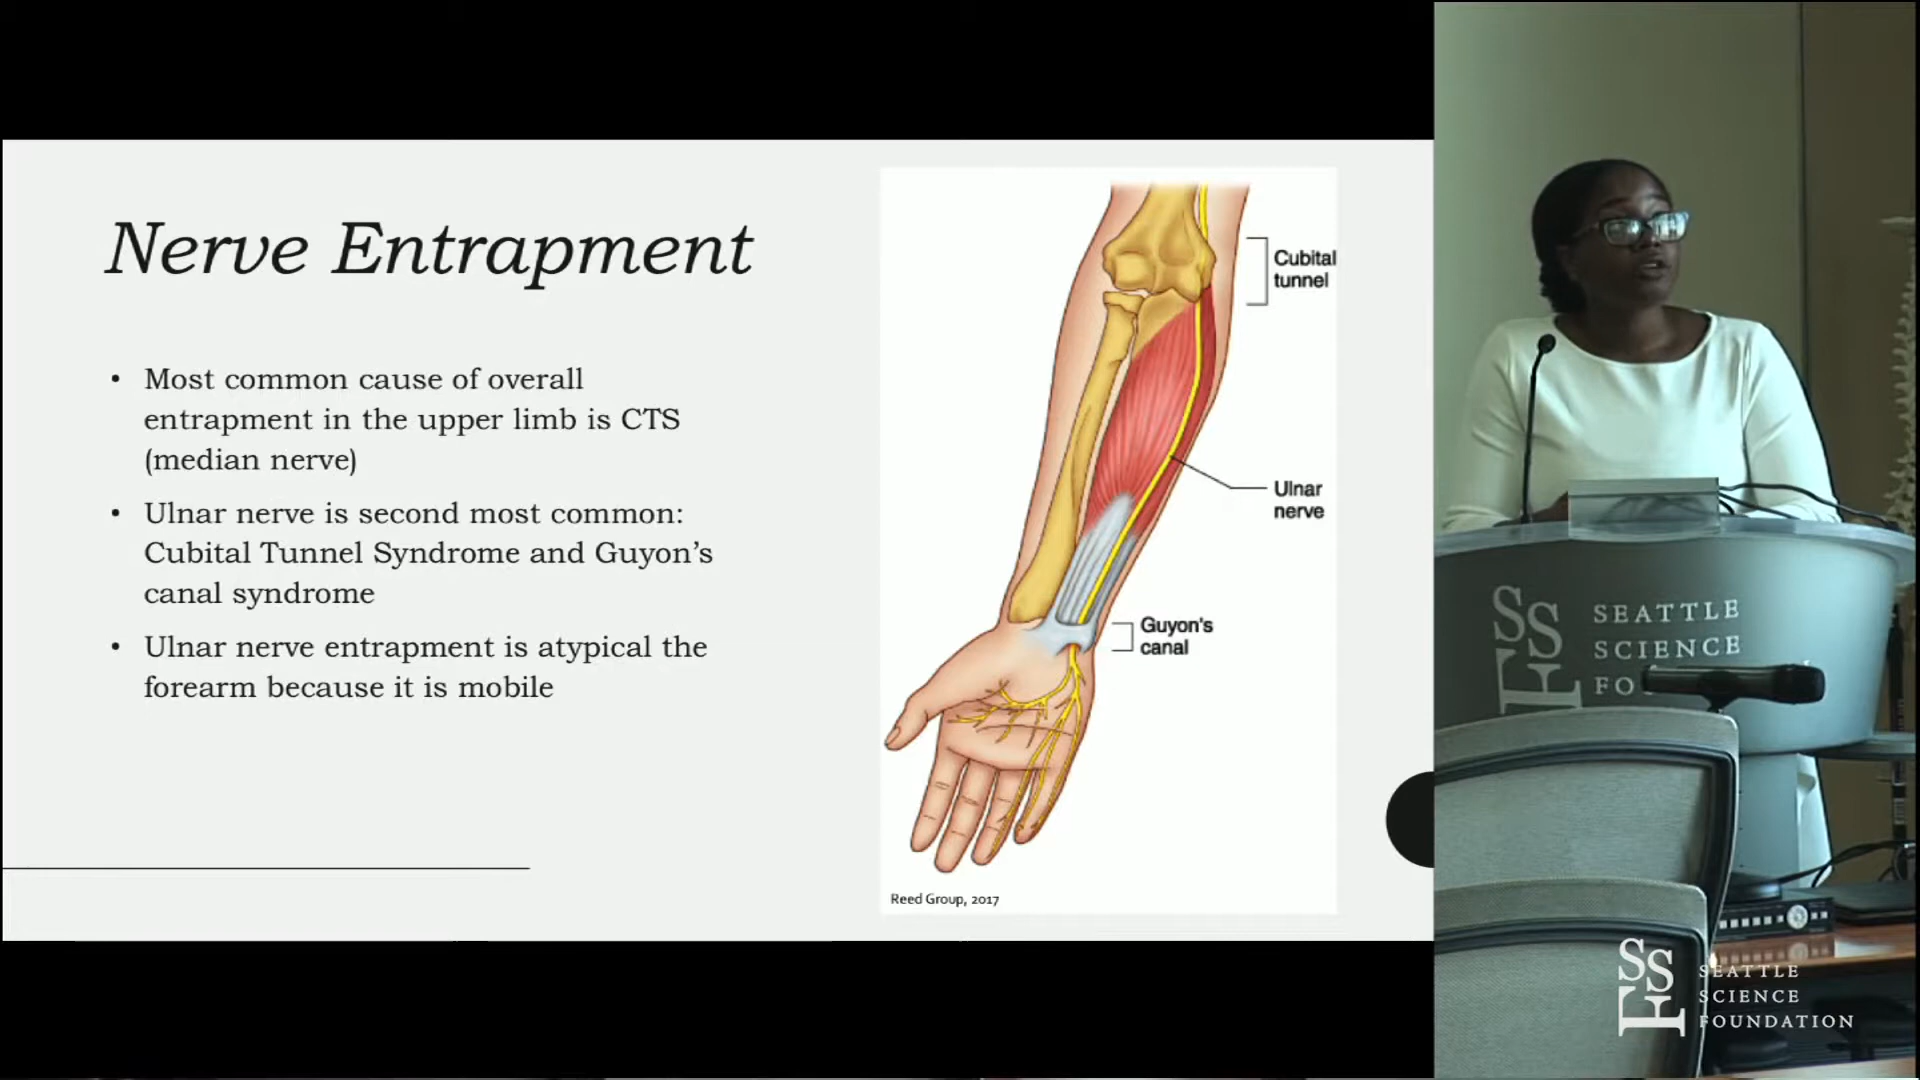 Nerve Entrapment
• Most common cause of overall
entrapment in the upper limb is CTS
(median nerve)
• Ulnar nerve is second most common:
Cubital Tunnel Syndrome and Guyon’s
canal syndrome
• Ulnar nerve entrapment is atypical the
forearm because it is mobile
Cubital
tunnel
Ulnar
nerve
Guyon's
canal
Reed Group, 2017
SSF
SEATTLE
SCIENCE
SSF
SEATTLE
SCIENCE
FOUNDATION